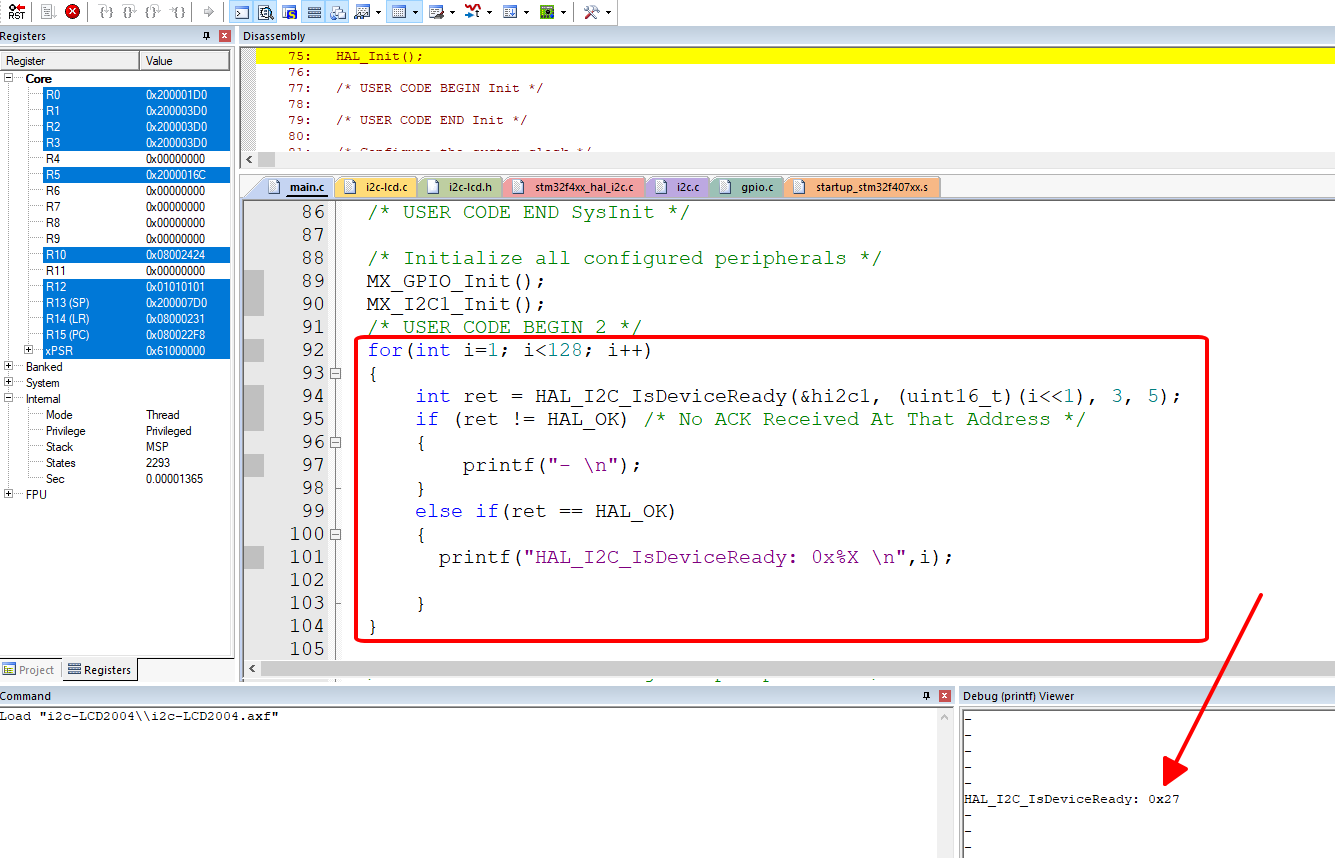 RST
Registers
Disassembly
Register Value
Core
R0 0x200001D0
R1 0x200003D0
R2 0x200003D0
R3 0x200003D0
R4 0x00000000
R5 0x2000016C
R6 0x00000000
R7 0x00000000
R8 0x00000000
R9 0x00000000
R10 0x08002424
R11 0x00000000
R12 0x01010101
R13 (SP) 0x200007D0
R14 (LR) 0x08000231
R15 (PC) 0x080022F8
xPSR 0x61000000
Banked
System
Internal
Mode Thread
Privilege Privileged
Stack MSP
States 2293
Sec 0.00001365
FPU
Project Registers
75: HAL_Init();
76:
77: /* USER CODE BEGIN Init */
78:
79: /* USER CODE END Init */
80:
81: /* Configure the system clock */
main.c i2c-lcd.c i2c-lcd.h stm32f4xx_hal_i2c.c i2c.c gpio.c startup_stm32f407xx.s
86 /* USER CODE END SysInit */
87
88 /* Initialize all configured peripherals */
89 MX_GPIO_Init();
90 MX_I2C1_Init();
91 /* USER CODE BEGIN 2 */
92 for(int i=1; i<128; i++)
93 {
94 int ret = HAL_I2C_IsDeviceReady(&hi2c1, (uint16_t)(i<<1), 3, 5);
95 if (ret != HAL_OK) /* No ACK Received At That Address */
96 {
97 printf("- \n");
98 }
99 else if(ret == HAL_OK)
100 {
101 printf("HAL_I2C_IsDeviceReady: 0x%X \n",i);
102
103 }
104 }
105
Command
Load "i2c-LCD2004\\i2c-LCD2004.axf"
Debug (printf) Viewer
-
-
-
-
-
HAL_I2C_IsDeviceReady: 0x27
-
-
-